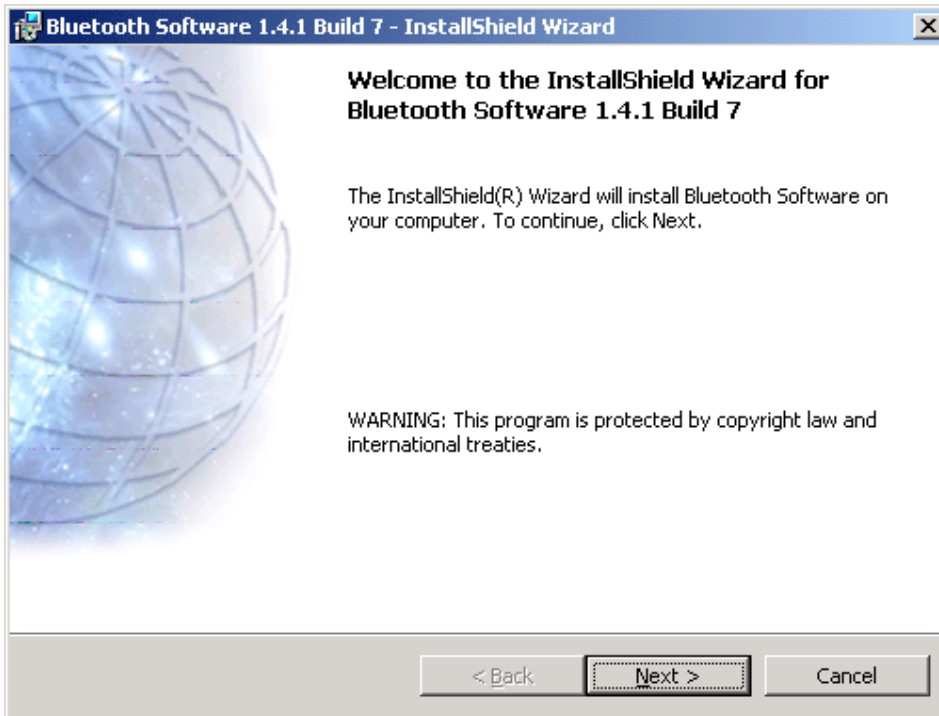 Bluetooth Software 1.4.1 Build 7 - InstallShield Wizard
Welcome to the InstallShield Wizard for
Bluetooth Software 1.4.1 Build 7
The InstallShield(R) Wizard will install Bluetooth Software on
your computer. To continue, click Next.
WARNING: This program is protected by copyright law and
international treaties.
< Back
Next >
Cancel